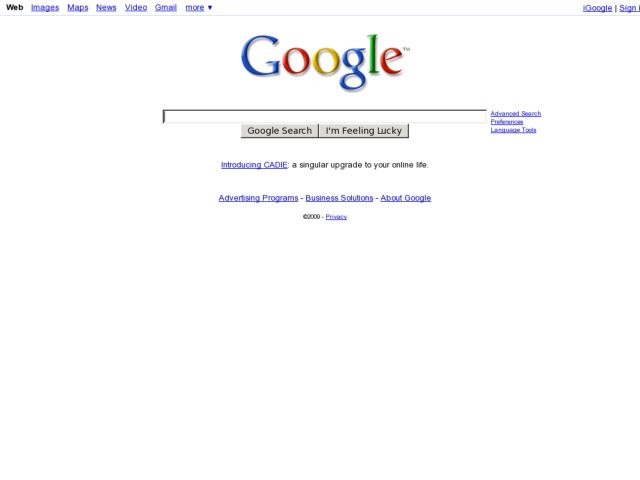 Web Images Maps News Video Gmail more ▼ iGoogle | Sign i
Google™
Advanced Search
Preferences
Language Tools
Google Search I'm Feeling Lucky
Introducing CADIE: a singular upgrade to your online life.
Advertising Programs - Business Solutions - About Google
©2009 - Privacy